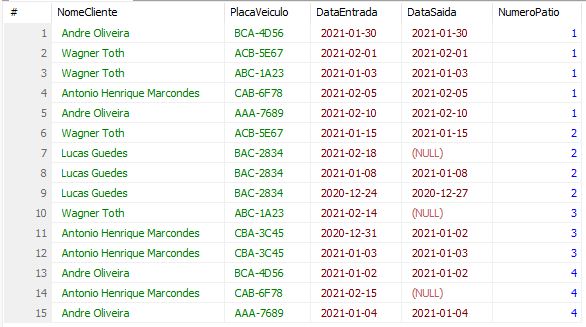 # NomeCliente PlacaVeiculo DataEntrada DataSaida NumeroPatio
1 Andre Oliveira BCA-4D56 2021-01-30 2021-01-30 1
2 Wagner Toth ACB-5E67 2021-02-01 2021-02-01 1
3 Wagner Toth ABC-1A23 2021-01-03 2021-01-03 1
4 Antonio Henrique Marcondes CAB-6F78 2021-02-05 2021-02-05 1
5 Andre Oliveira AAA-7689 2021-02-10 2021-02-10 1
6 Wagner Toth ACB-5E67 2021-01-15 2021-01-15 2
7 Lucas Guedes BAC-2834 2021-02-18 (NULL) 2
8 Lucas Guedes BAC-2834 2021-01-08 2021-01-08 2
9 Lucas Guedes BAC-2834 2020-12-24 2020-12-27 2
10 Wagner Toth ABC-1A23 2021-02-14 (NULL) 3
11 Antonio Henrique Marcondes CBA-3C45 2020-12-31 2021-01-02 3
12 Antonio Henrique Marcondes CBA-3C45 2021-01-03 2021-01-03 3
13 Andre Oliveira BCA-4D56 2021-01-02 2021-01-02 4
14 Antonio Henrique Marcondes CAB-6F78 2021-02-15 (NULL) 4
15 Andre Oliveira AAA-7689 2021-01-04 2021-01-04 4